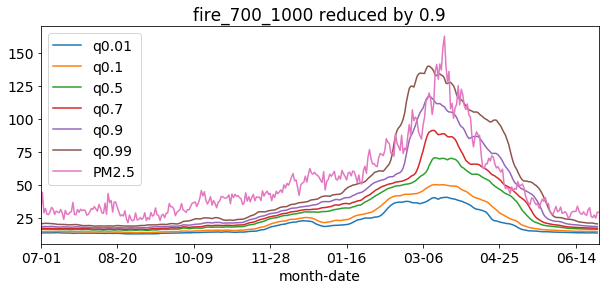 fire_700_1000 reduced by 0.9
150
125
100
75
50
25
q0.01
q0.1
q0.5
q0.7
q0.9
q0.99
PM2.5
07-01 08-20 10-09 11-28 01-16 03-06 04-25 06-14
month-date